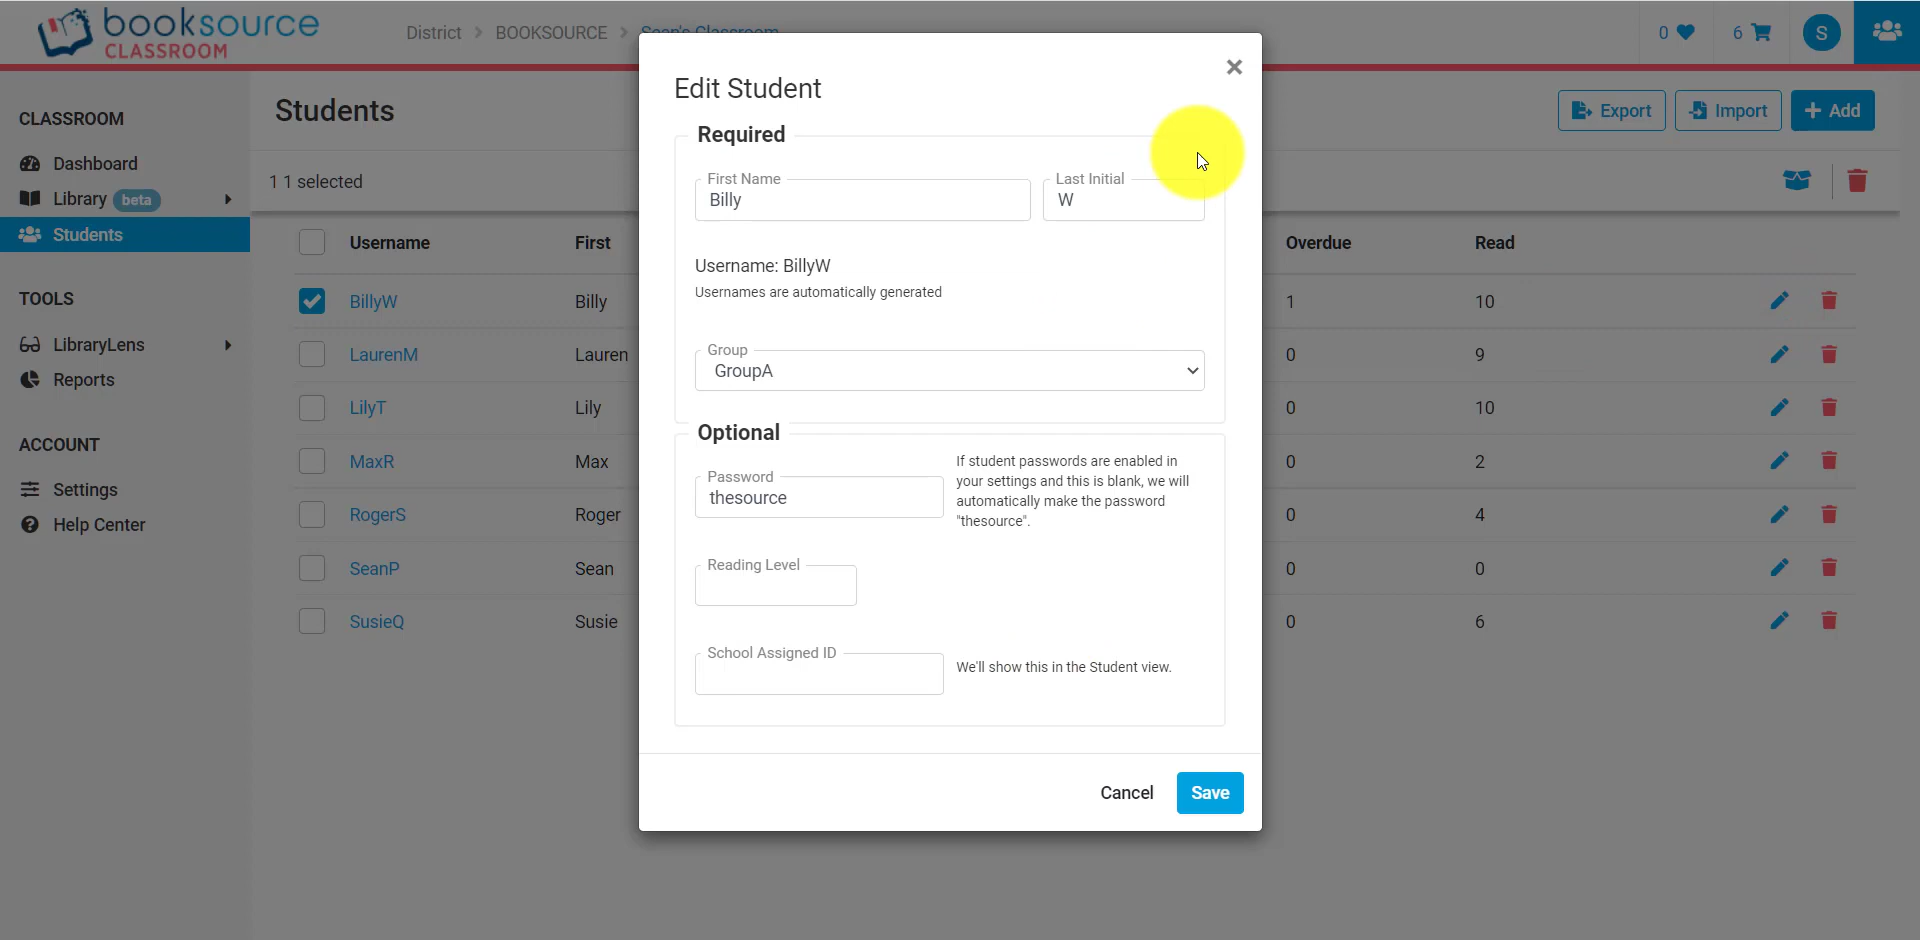 booksource
CLASSROOM
District > BOOKSOURCE > Sean's Classroom
0
6
S
CLASSROOM
Dashboard
Library beta
Students
TOOLS
LibraryLens
Reports
ACCOUNT
Settings
Help Center
Students
Export
Import
+ Add
1 1 selected
Username First Overdue Read
BillyW Billy 1 10
LaurenM Lauren 0 9
LilyT Lily 0 10
MaxR Max 0 2
RogerS Roger 0 4
SeanP Sean 0 0
SusieQ Susie 0 6
Edit Student
×
Required
First Name
Billy
Last Initial
W
Username: BillyW
Usernames are automatically generated
Group
GroupA
Optional
Password
thesource
If student passwords are enabled in
your settings and this is blank, we will
automatically make the password
"thesource".
Reading Level
School Assigned ID
We'll show this in the Student view.
Cancel
Save